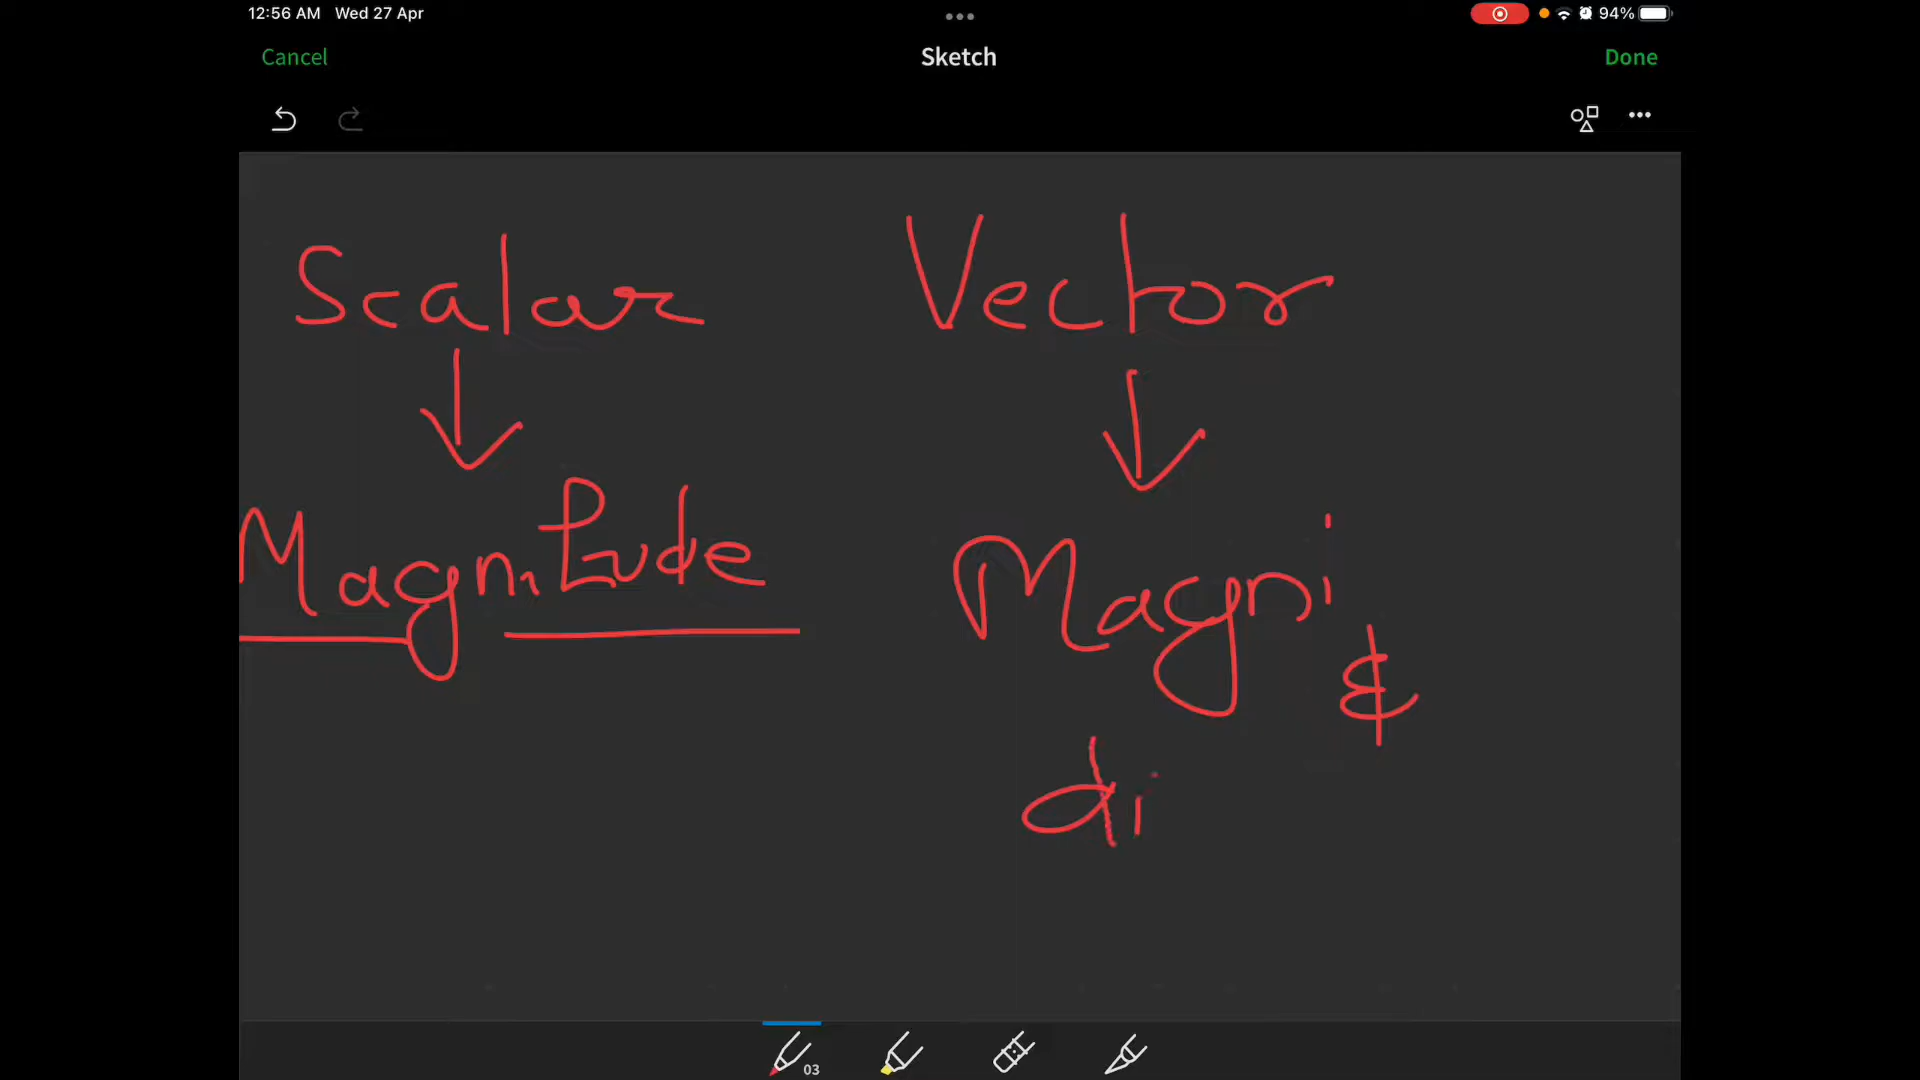 12:56 AM Wed 27 Apr
94%
Cancel
Sketch
Done
Scalar
Vector
Magnitude
Magni
&
di
03